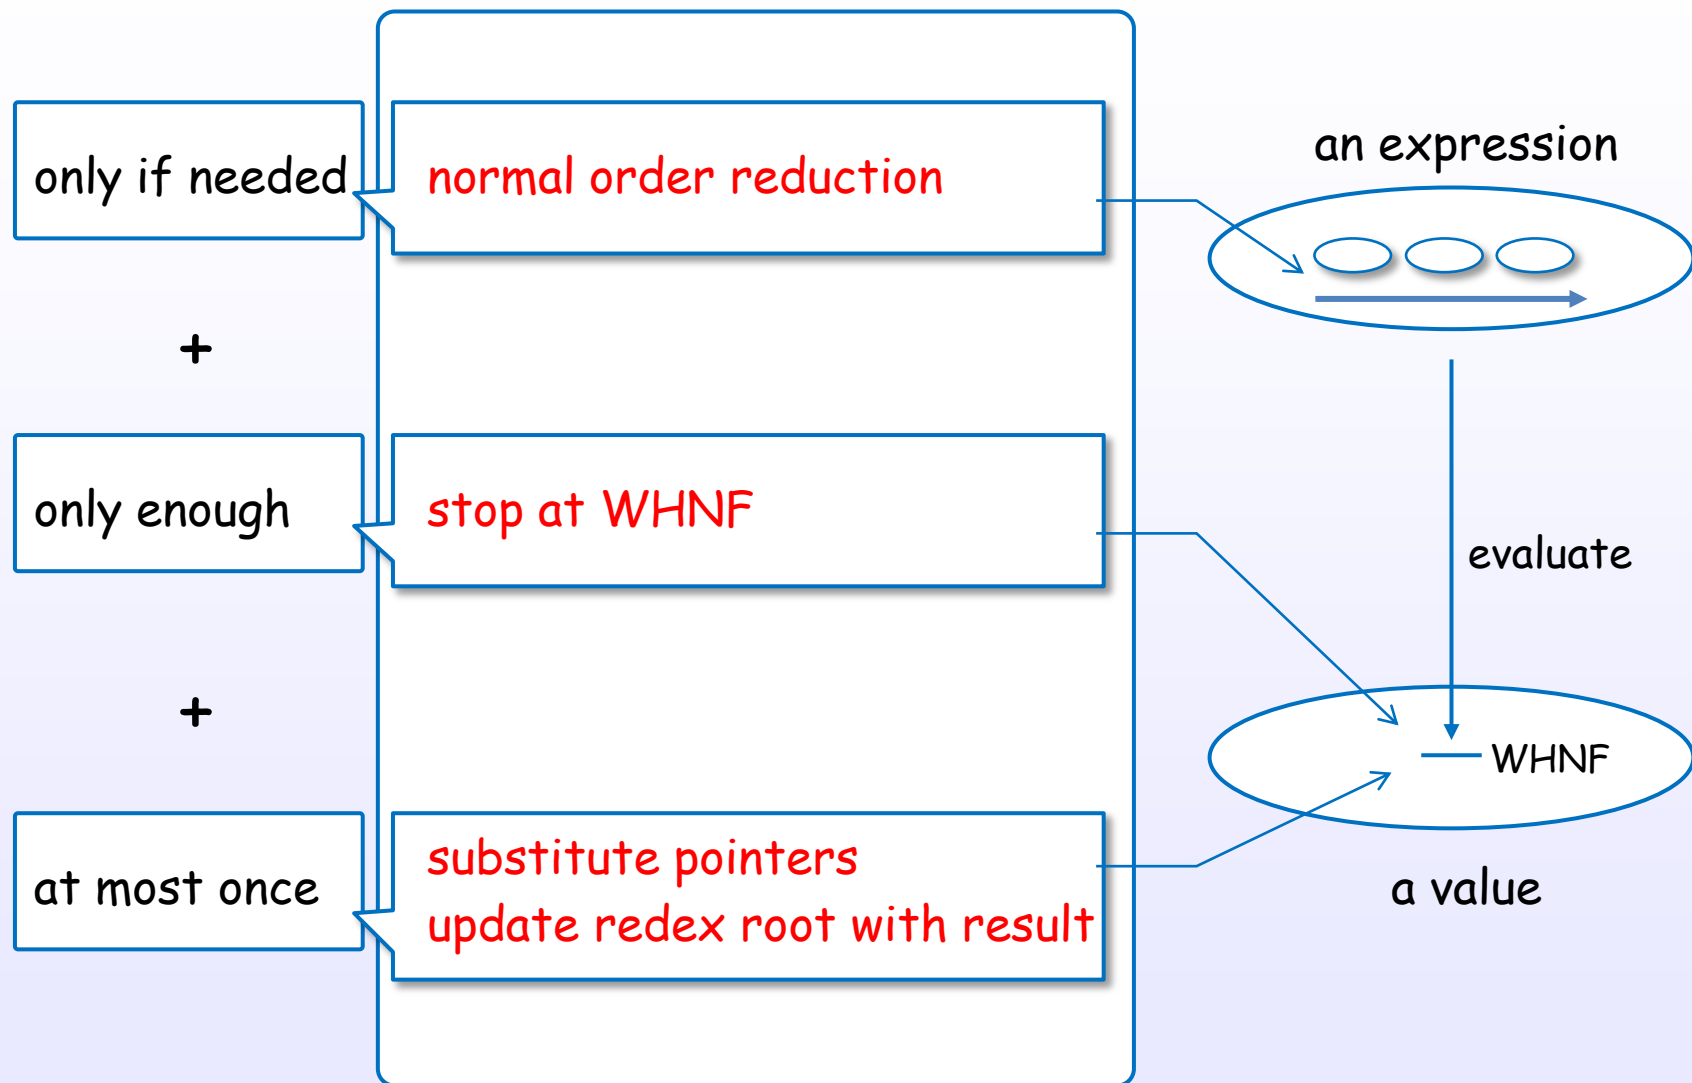 only if needed
normal order reduction
an expression
+
only enough
stop at WHNF
evaluate
+
WHNF
at most once
substitute pointers
update redex root with result
a value